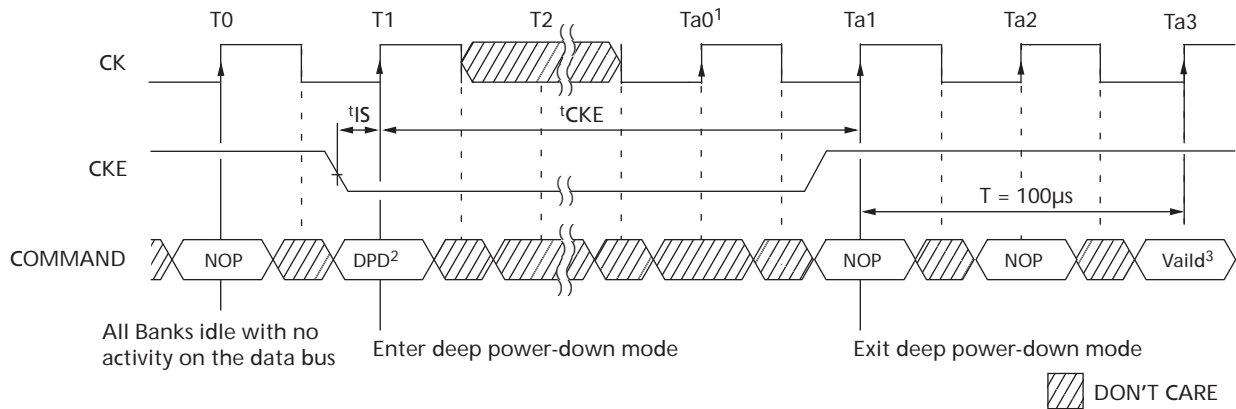 T0 T1 T2 Ta0¹ Ta1 Ta2 Ta3
CK
ᵗIS ᵗCKE
CKE
T = 100µs
COMMAND NOP DPD² NOP NOP Vaild³
All Banks idle with no
activity on the data bus
Enter deep power-down mode
Exit deep power-down mode
DON'T CARE